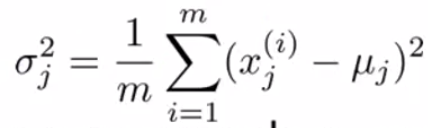 σ_j^2 = \frac{1}{m} \sum_{i=1}^{m} (x_j^{(i)} − μ_j)^2